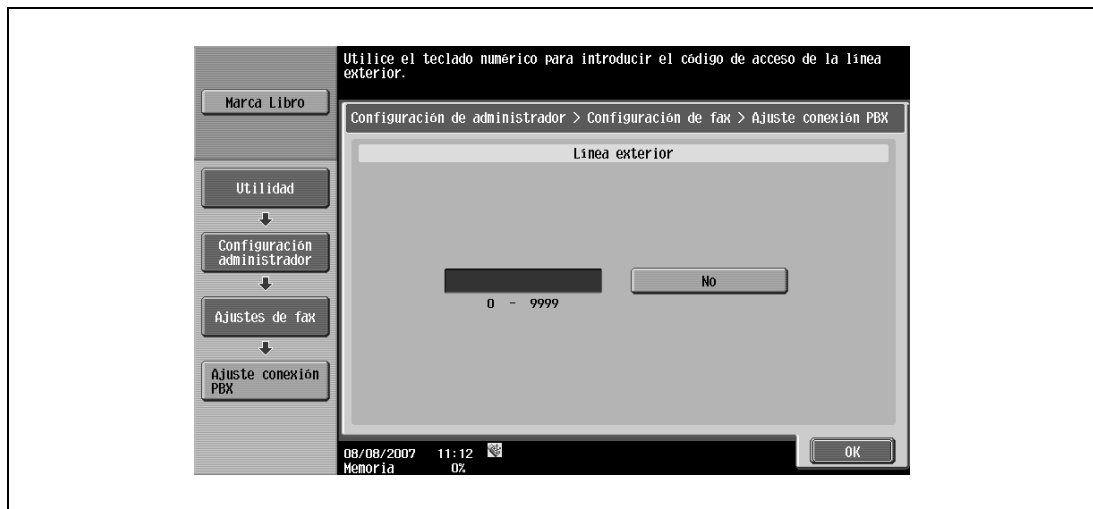 Utilice el teclado numérico para introducir el código de acceso de la línea
exterior.
Marca Libro
Configuración de administrador > Configuración de fax > Ajuste conexión PBX
Línea exterior
Utilidad
Configuración
administrador
Ajustes de fax
Ajuste conexión
PBX
No
0 - 9999
08/08/2007 11:12
Memoria 0%
OK